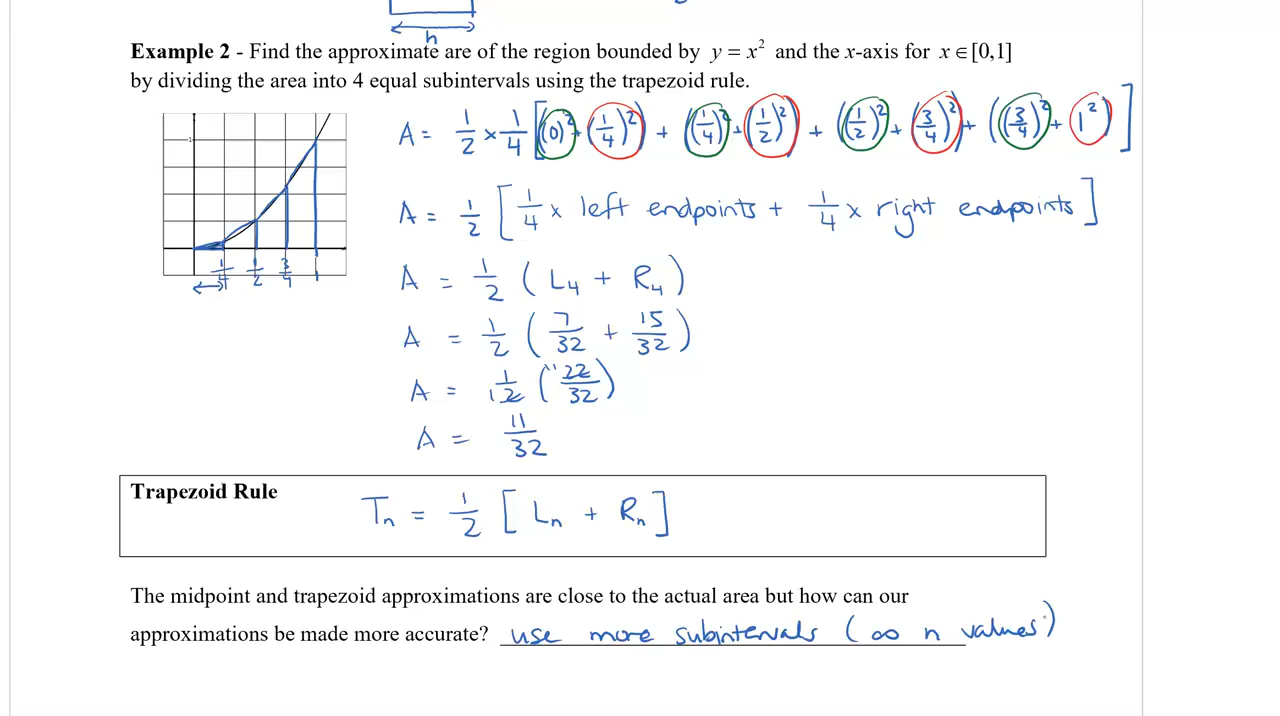 h
Example 2 - Find the approximate are of the region bounded by y = x² and the x-axis for x ∈ [0,1]
by dividing the area into 4 equal subintervals using the trapezoid rule.
A = 1/2 × 1/4 [(0)² + (1/4)² + (1/4)² + (1/2)² + (1/2)² + (3/4)² + (3/4)² + 1²]
1
A = 1/2 [1/4 × left endpoints + 1/4 × right endpoints]
1/4 1/2 3/4 1
A = 1/2 (L₄ + R₄)
A = 1/2 (7/32 + 15/32)
A = 1/2 (22/32) 1 11
A = 11/32
Trapezoid Rule Tₙ = 1/2 [Lₙ + Rₙ]
The midpoint and trapezoid approximations are close to the actual area but how can our
approximations be made more accurate? use more subintervals (∞ n values)